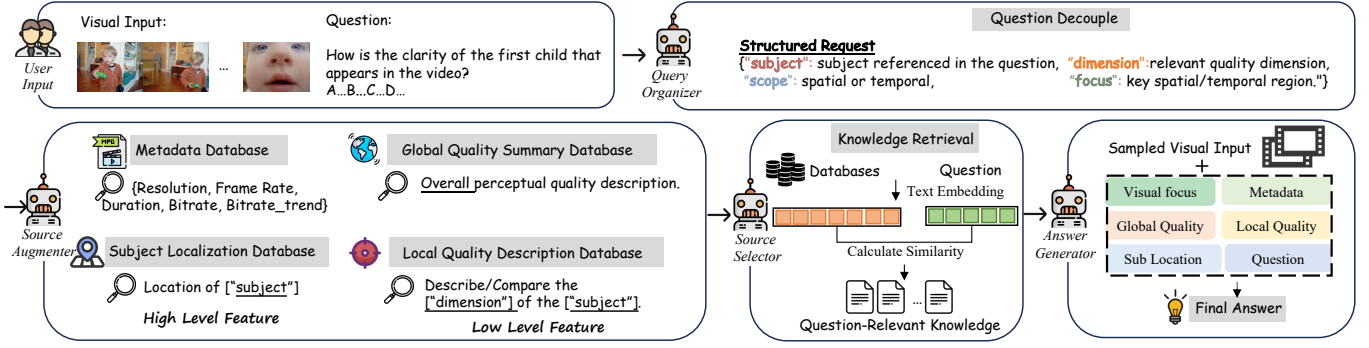 User
Input
Visual Input:
...
Question:
How is the clarity of the first child that
appears in the video?
A...B...C...D...
Query
Organizer
Question Decouple
Structured Request
{"subject": subject referenced in the question, "dimension":relevant quality dimension,
"scope": spatial or temporal, "focus": key spatial/temporal region."}
Source
Augmenter
MPG
Metadata Database
{Resolution, Frame Rate,
Duration, Bitrate, Bitrate_trend}
Global Quality Summary Database
Overall perceptual quality description.
Subject Localization Database
Location of ["subject"]
High Level Feature
Local Quality Description Database
Describe/Compare the
["dimension"] of the ["subject"].
Low Level Feature
Source
Selector
Knowledge Retrieval
Databases
Question
Text Embedding
Calculate Similarity
...
Question-Relevant Knowledge
Answer
Generator
Sampled Visual Input
+
Visual focus
Metadata
Global Quality
Local Quality
Sub Location
Question
Final Answer